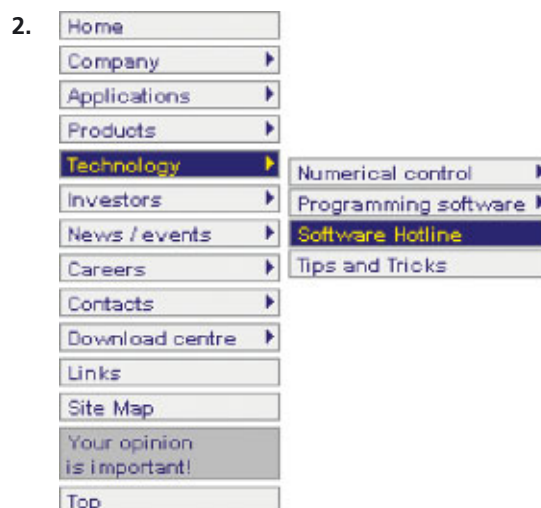 2.
Home
Company
Applications
Products
Technology
Numerical control
Programming software
Software Hotline
Tips and Tricks
Investors
News / events
Careers
Contacts
Download centre
Links
Site Map
Your opinion
is important!
Top